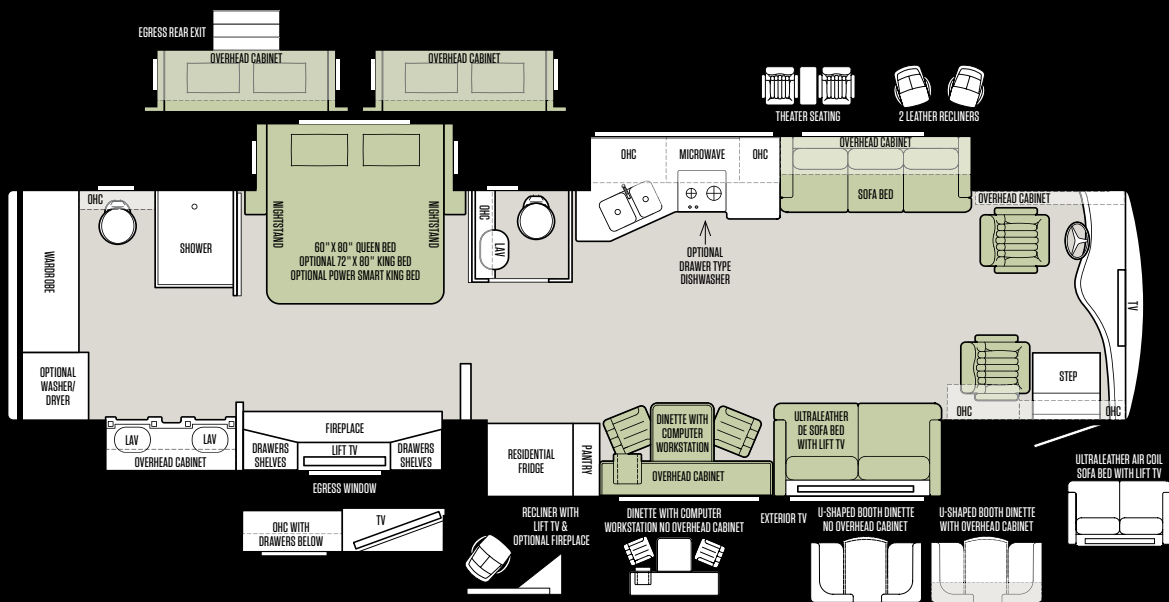 EGRESS REAR EXIT
OVERHEAD CABINET
OVERHEAD CABINET
THEATER SEATING
2 LEATHER RECLINERS
OHC
MICROWAVE
OHC
OVERHEAD CABINET
SOFA BED
OHC
SHOWER
WARDROBE
NIGHTSTAND
NIGHTSTAND
60" X 80" QUEEN BED
OPTIONAL 72" X 80" KING BED
OPTIONAL POWER SMART KING BED
OHC
LAV
OPTIONAL
DRAWER TYPE
DISHWASHER
OVERHEAD CABINET
TV
OPTIONAL
WASHER/
DRYER
STEP
OHC
OHC
LAV
LAV
OVERHEAD CABINET
FIREPLACE
DRAWERS
SHELVES
LIFT TV
DRAWERS
SHELVES
EGRESS WINDOW
RESIDENTIAL
FRIDGE
PANTRY
DINETTE WITH
COMPUTER
WORKSTATION
OVERHEAD CABINET
ULTRALEATHER
DE SOFA BED
WITH LIFT TV
ULTRALEATHER AIR COIL
SOFA BED WITH LIFT TV
OHC WITH
DRAWERS BELOW
TV
RECLINER WITH
LIFT TV &
OPTIONAL FIREPLACE
DINETTE WITH COMPUTER
WORKSTATION NO OVERHEAD CABINET
EXTERIOR TV
U-SHAPED BOOTH DINETTE
NO OVERHEAD CABINET
U-SHAPED BOOTH DINETTE
WITH OVERHEAD CABINET